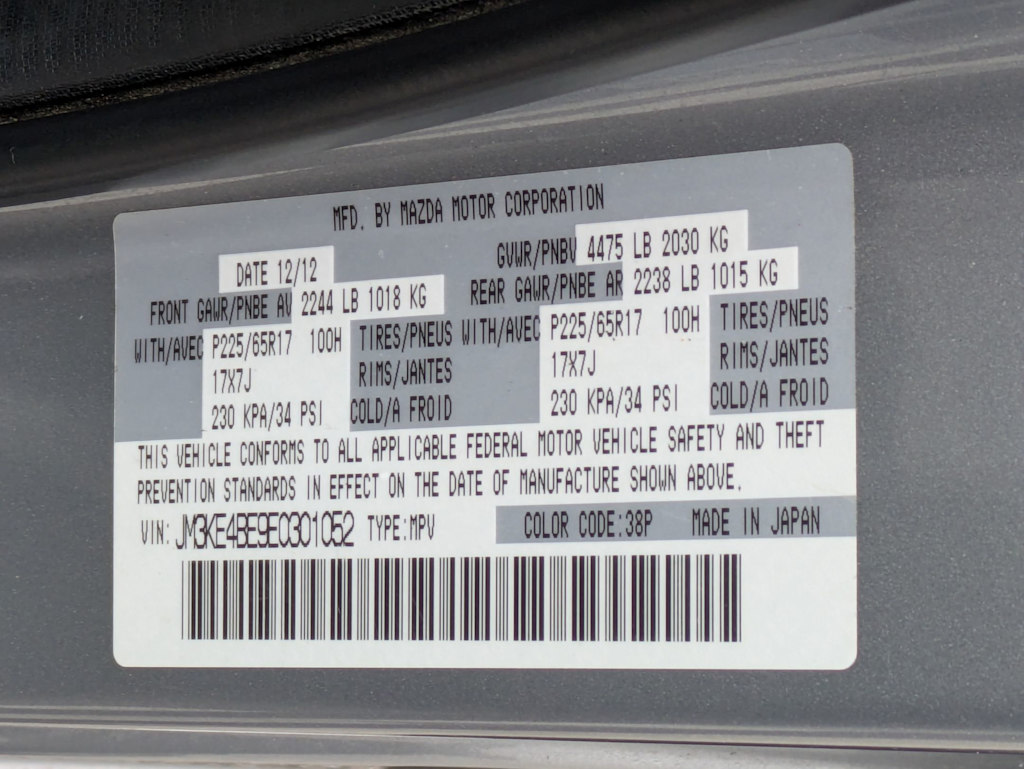 MFD. BY MAZDA MOTOR CORPORATION
DATE 12/12 GVWR/PNBV 4475 LB 2030 KG
FRONT GAWR/PNBE AV 2244 LB 1018 KG REAR GAWR/PNBE AR 2238 LB 1015 KG
WITH/AVEC P225/65R17 100H TIRES/PNEUS WITH/AVEC P225/65R17 100H TIRES/PNEUS
17X7J RIMS/JANTES 17X7J RIMS/JANTES
230 KPA/34 PSI COLD/A FROID 230 KPA/34 PSI COLD/A FROID
THIS VEHICLE CONFORMS TO ALL APPLICABLE FEDERAL MOTOR VEHICLE SAFETY AND THEFT
PREVENTION STANDARDS IN EFFECT ON THE DATE OF MANUFACTURE SHOWN ABOVE.
VIN: JM3KE4BE9E0301052 TYPE:MPV COLOR CODE:38P MADE IN JAPAN